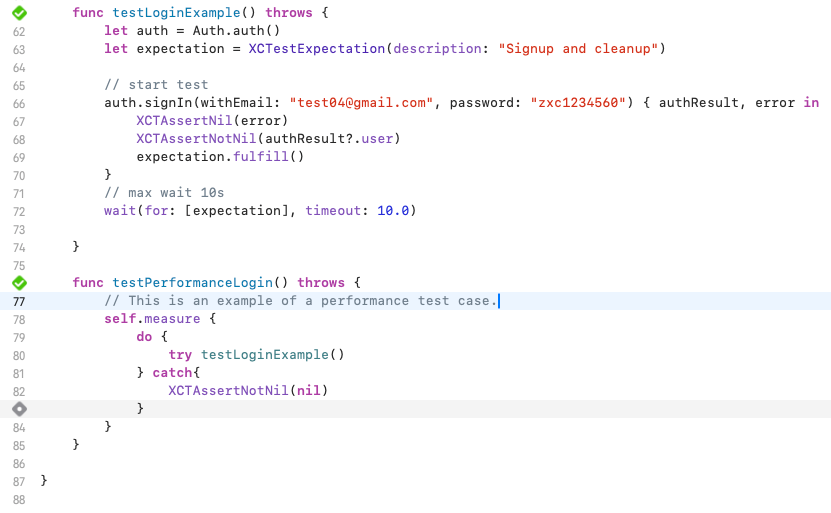 func testLoginExample() throws {
62 let auth = Auth.auth()
63 let expectation = XCTestExpectation(description: "Signup and cleanup")
64
65 // start test
66 auth.signIn(withEmail: "test04@gmail.com", password: "zxc1234560") { authResult, error in
67 XCTAssertNil(error)
68 XCTAssertNotNil(authResult?.user)
69 expectation.fulfill()
70 }
71 // max wait 10s
72 wait(for: [expectation], timeout: 10.0)
73
74 }
75
func testPerformanceLogin() throws {
77 // This is an example of a performance test case.
78 self.measure {
79 do {
80 try testLoginExample()
81 } catch{
82 XCTAssertNotNil(nil)
}
84 }
85 }
86
87 }
88